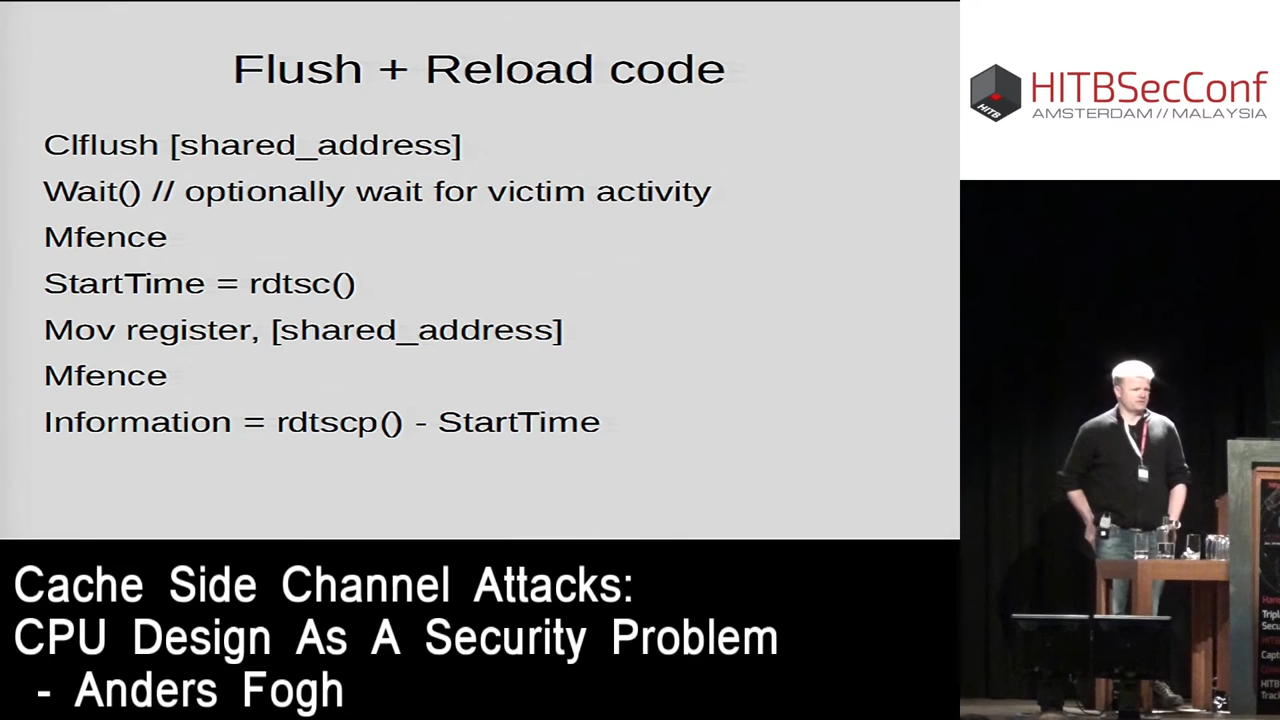 Flush + Reload code
Clflush [shared_address]
Wait() // optionally wait for victim activity
Mfence
StartTime = rdtsc()
Mov register, [shared_address]
Mfence
Information = rdtscp() - StartTime
HITB
HITBSecConf
AMSTERDAM // MALAYSIA
Cache Side Channel Attacks:
CPU Design As A Security Problem
- Anders Fogh